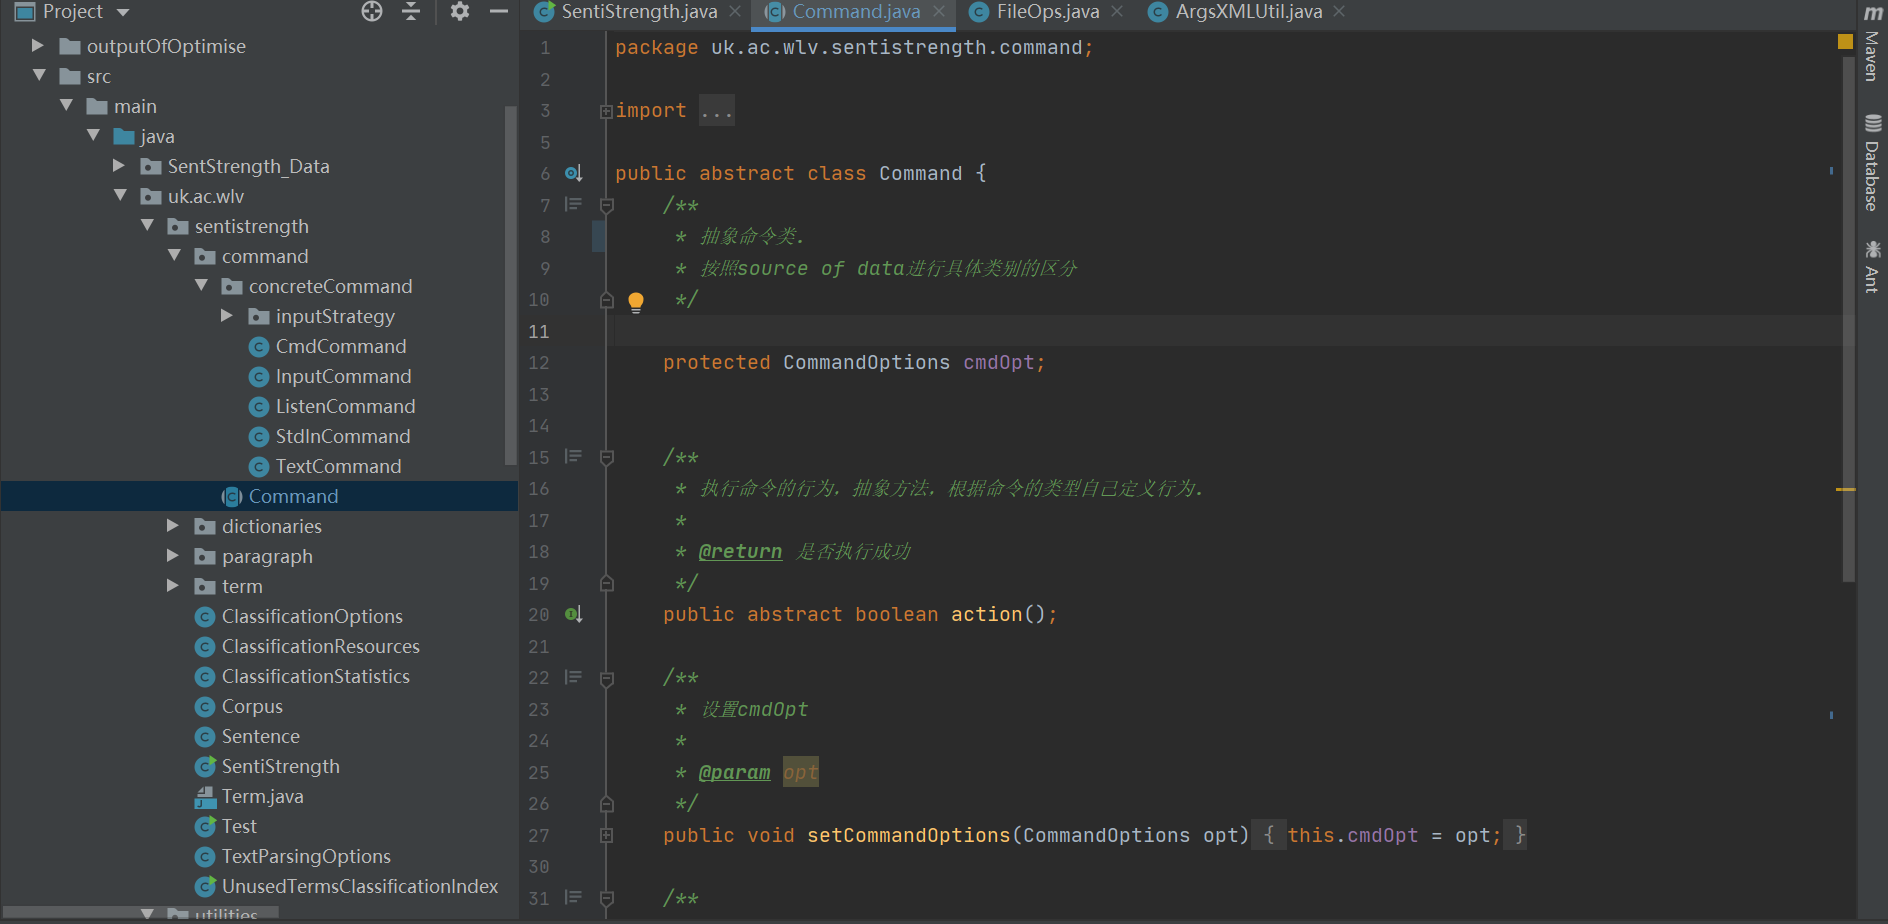 Project
outputOfOptimise
src
main
java
SentStrength_Data
uk.ac.wlv
sentistrength
command
concreteCommand
inputStrategy
CmdCommand
InputCommand
ListenCommand
StdInCommand
TextCommand
Command
dictionaries
paragraph
term
ClassificationOptions
ClassificationResources
ClassificationStatistics
Corpus
Sentence
SentiStrength
Term.java
Test
TextParsingOptions
UnusedTermsClassificationIndex
utilities
SentiStrength.java Command.java FileOps.java ArgsXMLUtil.java
1 package uk.ac.wlv.sentistrength.command;
2
3 import ...
5
6 public abstract class Command {
7 /**
8 * 抽象命令类.
9 * 按照source of data进行具体类别的区分
10 */
11
12 protected CommandOptions cmdOpt;
13
14
15 /**
16 * 执行命令的行为，抽象方法，根据命令的类型自己定义行为.
17 *
18 * @return 是否执行成功
19 */
20 public abstract boolean action();
21
22 /**
23 * 设置cmdOpt
24 *
25 * @param opt
26 */
27 public void setCommandOptions(CommandOptions opt) { this.cmdOpt = opt; }
30
31 /**
m Maven
Database
Ant